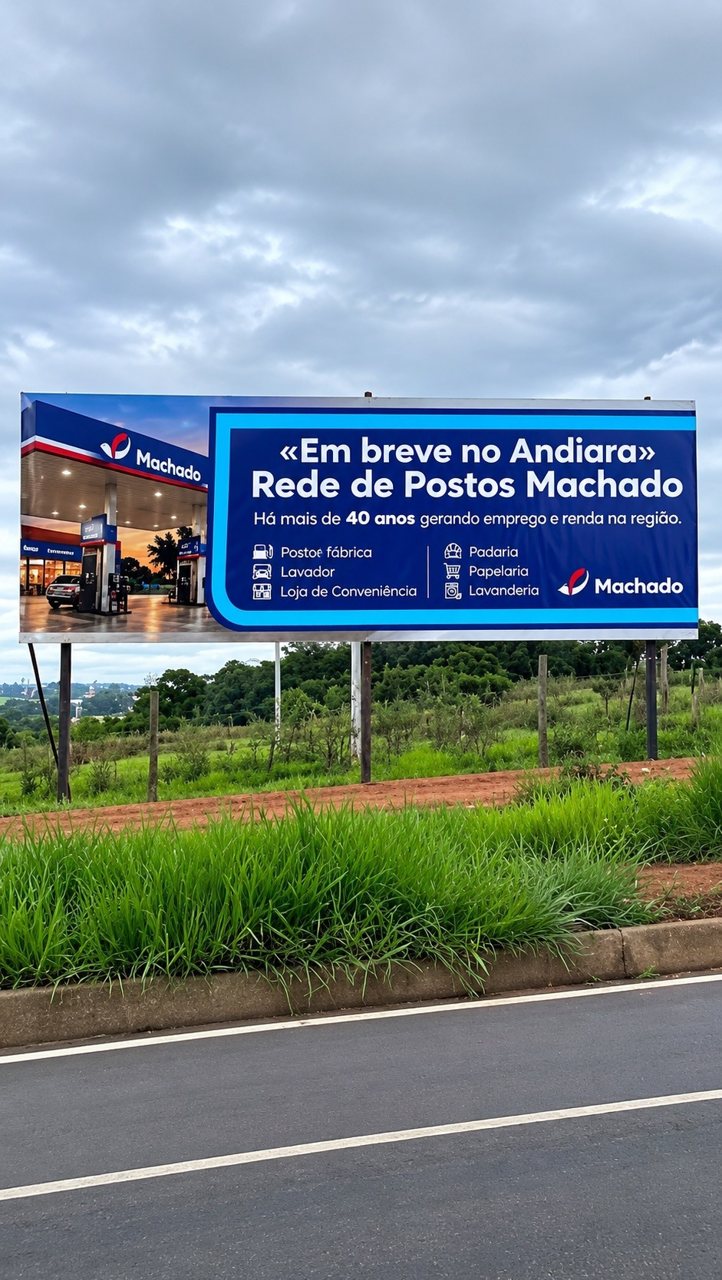 Machado
«Em breve no Andiara»
Rede de Postos Machado
Há mais de 40 anos gerando emprego e renda na região.
Postos fábrica
Lavador
Loja de Conveniência
Padaria
Papelaria
Lavanderia
Machado